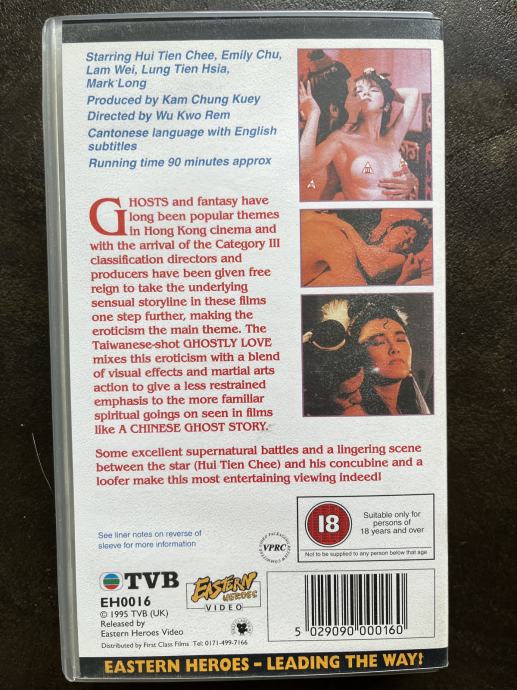 Starring Hui Tien Chee, Emily Chu,
Lam Wei, Lung Tien Hsia,
Mark Long
Produced by Kam Chung Kuey
Directed by Wu Kwo Rem
Cantonese language with English
subtitles
Running time 90 minutes approx
GHOSTS and fantasy have
long been popular themes
in Hong Kong cinema and
with the arrival of the Category III
classification directors and
producers have been given free
reign to take the underlying
sensual storyline in these films
one step further, making the
eroticism the main theme. The
Taiwanese-shot GHOSTLY LOVE
mixes this eroticism with a blend
of visual effects and martial arts
action to give a less restrained
emphasis to the more familiar
spiritual goings on seen in films
like A CHINESE GHOST STORY.
Some excellent supernatural battles and a lingering scene
between the star (Hui Tien Chee) and his concubine and a
loofer make this most entertaining viewing indeed!
See liner notes on reverse of
sleeve for more information
VPRC
18
Suitable only for
persons of
18 years and over
Not to be supplied to any person below that age
TVB
EASTERN
HEROES
VIDEO
EH0016
© 1995 TVB (UK)
Released by
Eastern Heroes Video
Distributed by First Class Films Tel: 0171-499-7166
5 029090 000160
EASTERN HEROES – LEADING THE WAY!